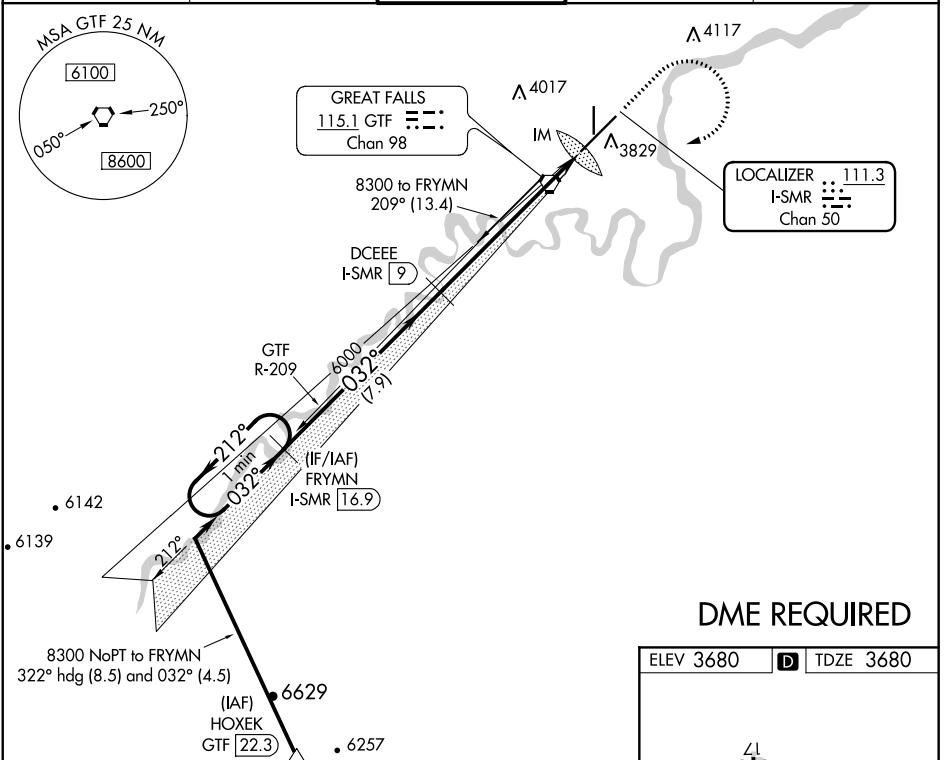 MSA GTF 25 NM
6100
050°
250°
8600
GREAT FALLS
115.1 GTF
Chan 98
4017
4117
IM
3829
LOCALIZER 111.3
I-SMR
Chan 50
8300 to FRYMN
209° (13.4)
DCEEE
I-SMR 9
GTF
R-209
6000
032°
(7.9)
212°
1 min
032°
(IF/IAF)
FRYMN
I-SMR 16.9
6142
6139
212°
8300 NoPT to FRYMN
322° hdg (8.5) and 032° (4.5)
6629
(IAF)
HOXEK
GTF 22.3
6257
DME REQUIRED
ELEV 3680 D TDZE 3680
17